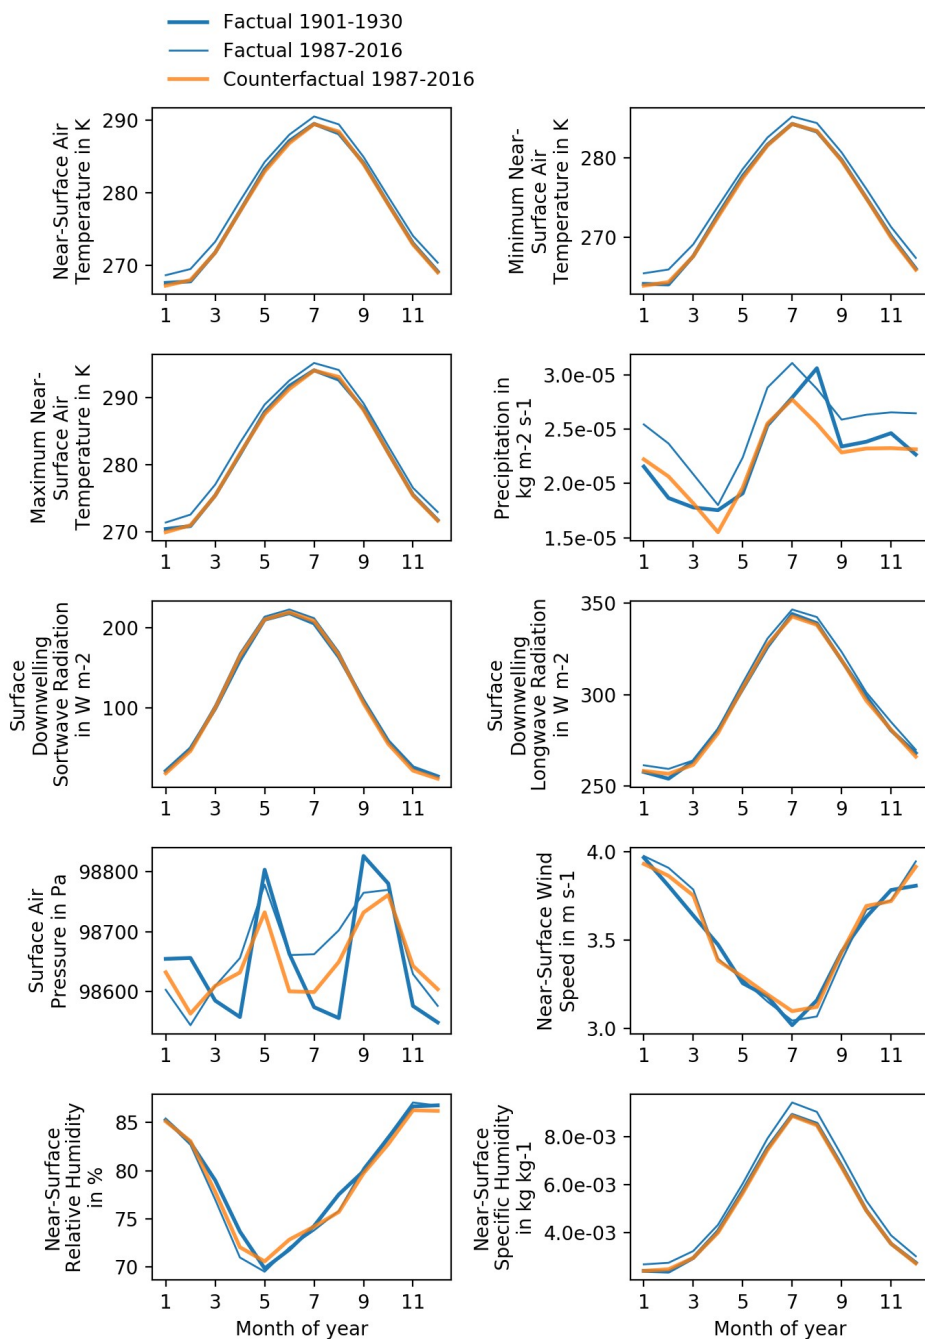 Factual 1901-1930
Factual 1987-2016
Counterfactual 1987-2016
Near-Surface Air
Temperature in K
290
280
270
1 3 5 7 9 11
Minimum Near-
Surface Air
Temperature in K
280
270
1 3 5 7 9 11
Maximum Near-
Surface Air
Temperature in K
290
280
270
1 3 5 7 9 11
Precipitation in
kg m-2 s-1
3.0e-05
2.5e-05
2.0e-05
1.5e-05
1 3 5 7 9 11
Surface
Downwelling
Sortwave Radiation
in W m-2
200
100
1 3 5 7 9 11
Surface
Downwelling
Longwave Radiation
in W m-2
350
300
250
1 3 5 7 9 11
Surface Air
Pressure in Pa
98800
98700
98600
1 3 5 7 9 11
Near-Surface Wind
Speed in m s-1
4.0
3.5
3.0
1 3 5 7 9 11
Near-Surface
Relative Humidity
in %
85
80
75
70
1 3 5 7 9 11
Month of year
Near-Surface
Specific Humidity
in kg kg-1
8.0e-03
6.0e-03
4.0e-03
1 3 5 7 9 11
Month of year